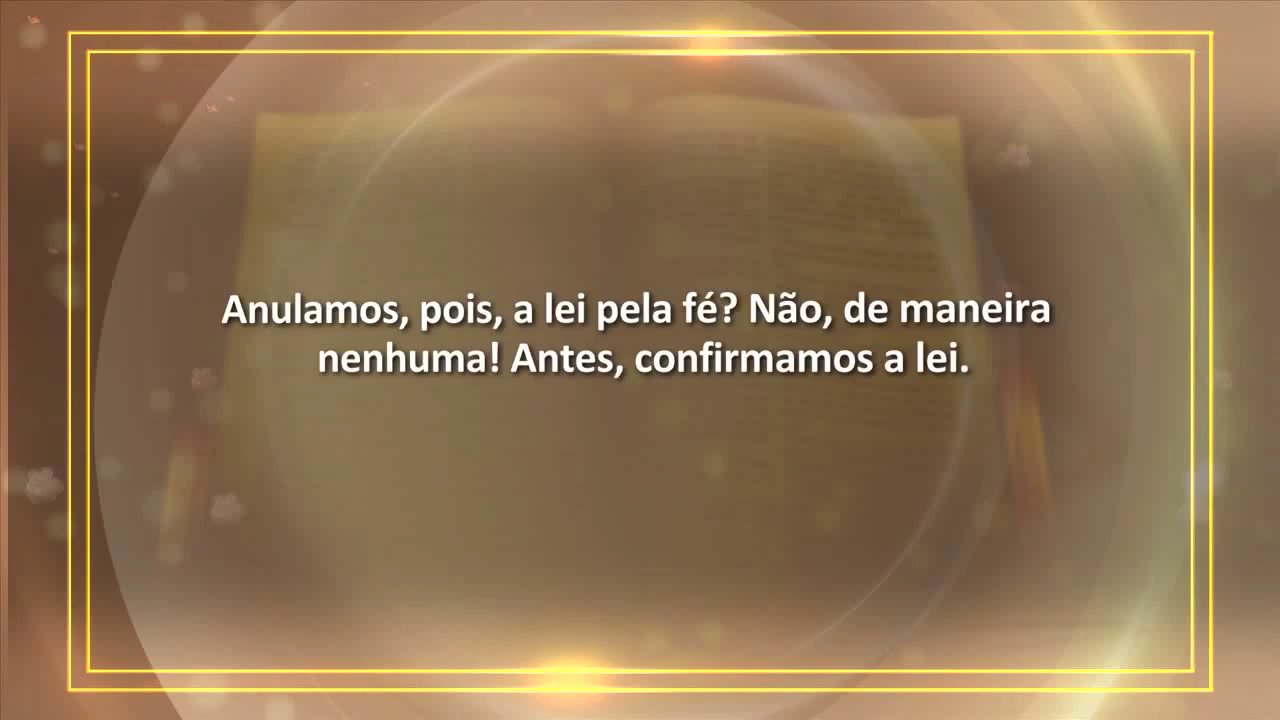 Anulamos, pois, a lei pela fé? Não, de maneira
nenhuma! Antes, confirmamos a lei.